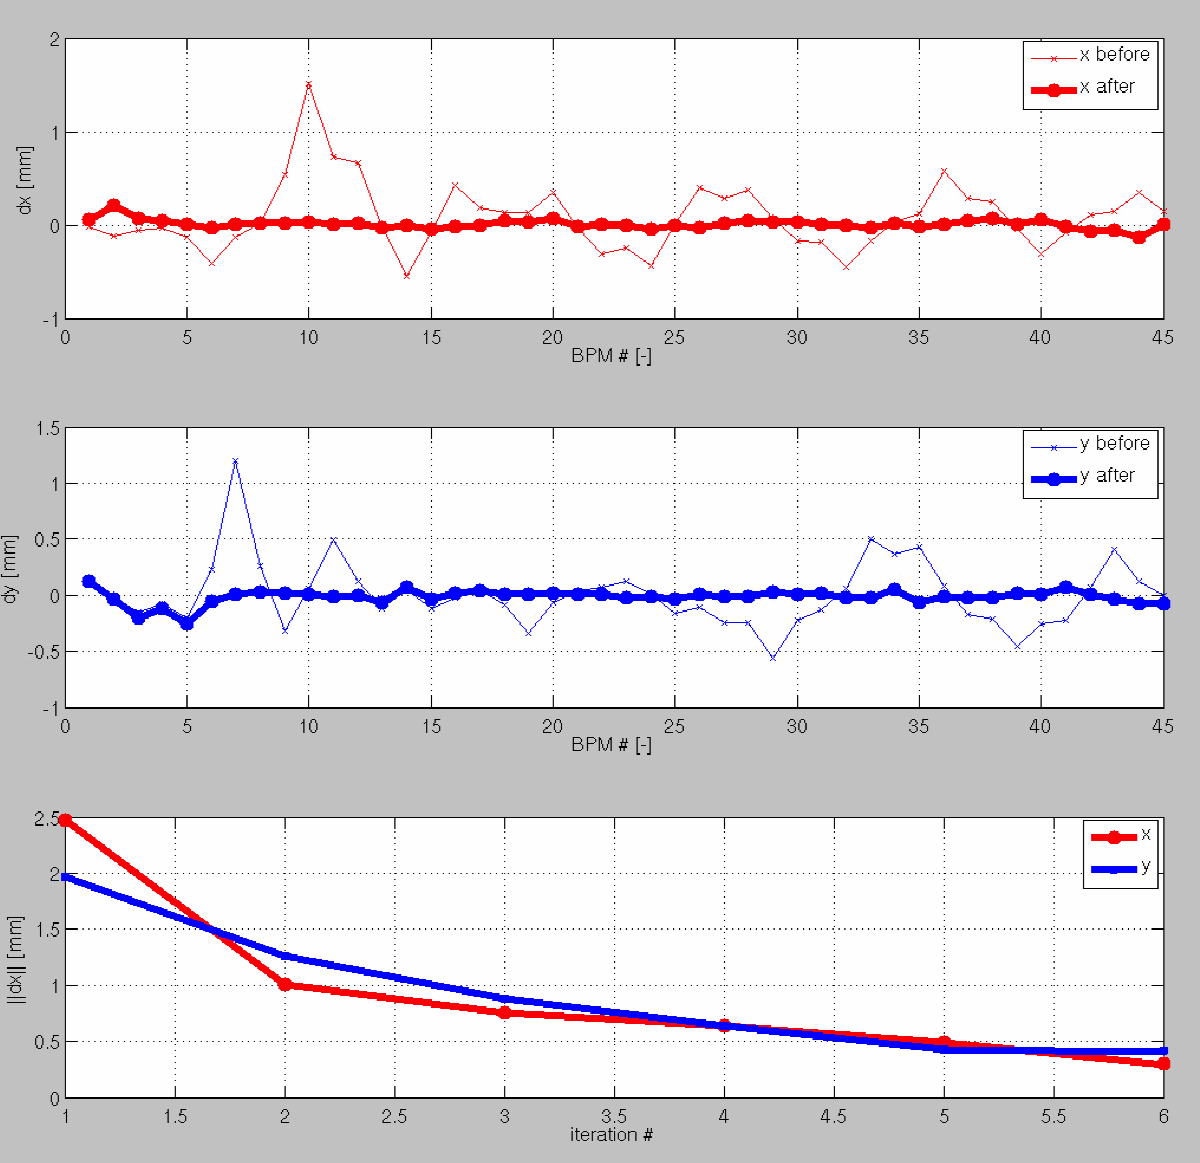 x before
x after
dx [mm]
2
1
0
-1
0 5 10 15 20 25 30 35 40 45
BPM # [-]
y before
y after
dy [mm]
1.5
1
0.5
0
-0.5
-1
0 5 10 15 20 25 30 35 40 45
BPM # [-]
x
y
||dx|| [mm]
2.5
2
1.5
1
0.5
0
1 1.5 2 2.5 3 3.5 4 4.5 5 5.5 6
iteration #